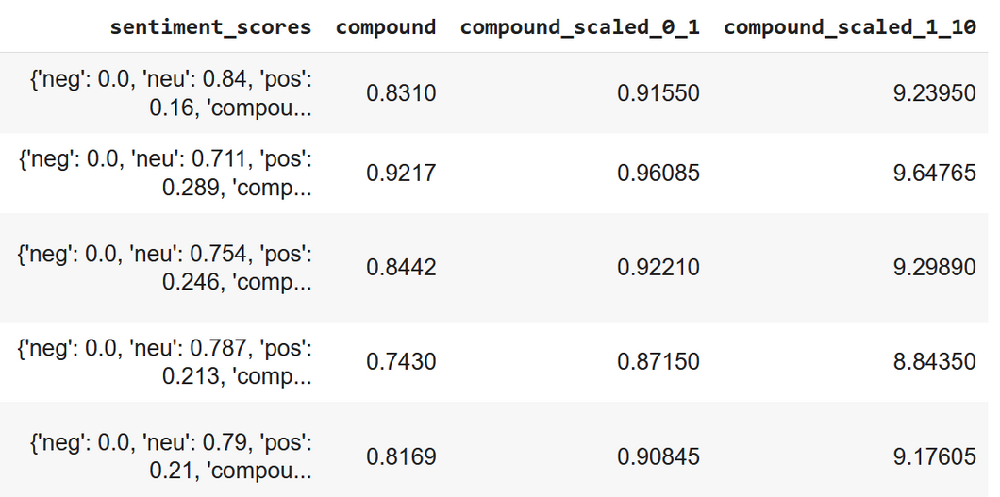 sentiment_scores compound compound_scaled_0_1 compound_scaled_1_10
{'neg': 0.0, 'neu': 0.84, 'pos':
0.16, 'compou... 0.8310 0.91550 9.23950
{'neg': 0.0, 'neu': 0.711, 'pos':
0.289, 'comp... 0.9217 0.96085 9.64765
{'neg': 0.0, 'neu': 0.754, 'pos':
0.246, 'comp... 0.8442 0.92210 9.29890
{'neg': 0.0, 'neu': 0.787, 'pos':
0.213, 'comp... 0.7430 0.87150 8.84350
{'neg': 0.0, 'neu': 0.79, 'pos':
0.21, 'compou... 0.8169 0.90845 9.17605